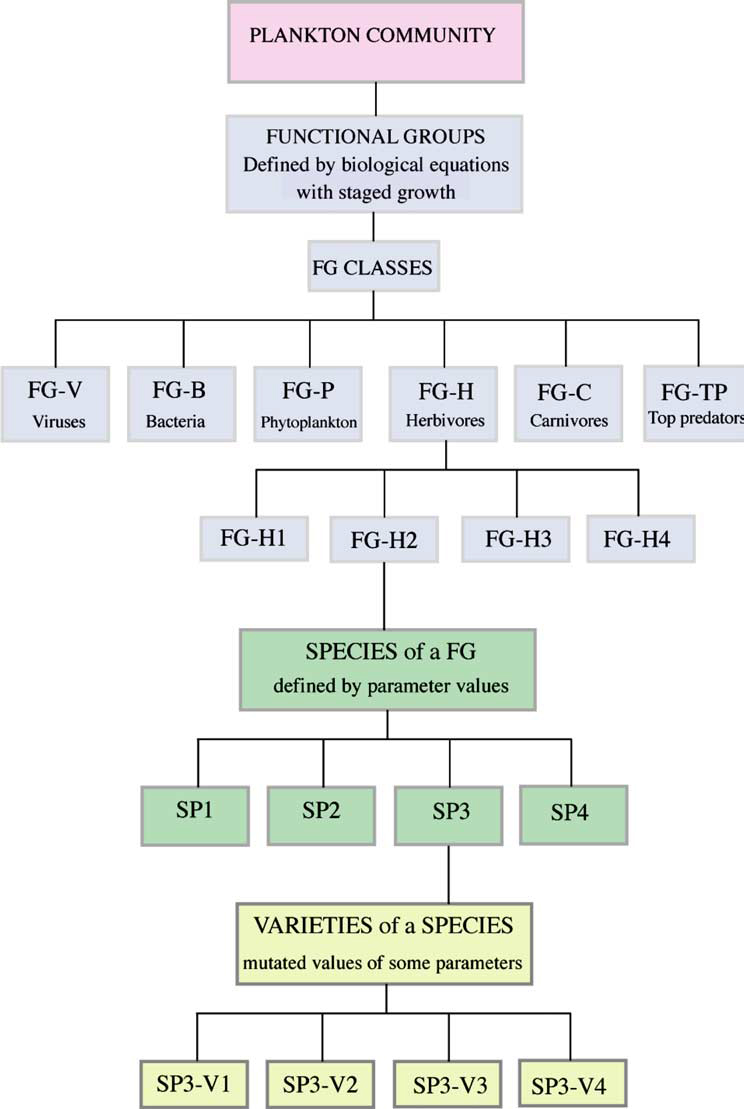 PLANKTON COMMUNITY
FUNCTIONAL GROUPS
Defined by biological equations
with staged growth
FG CLASSES
FG-V
Viruses
FG-B
Bacteria
FG-P
Phytoplankton
FG-H
Herbivores
FG-C
Carnivores
FG-TP
Top predators
FG-H1
FG-H2
FG-H3
FG-H4
SPECIES of a FG
defined by parameter values
SP1
SP2
SP3
SP4
VARIETIES of a SPECIES
mutated values of some parameters
SP3-V1
SP3-V2
SP3-V3
SP3-V4